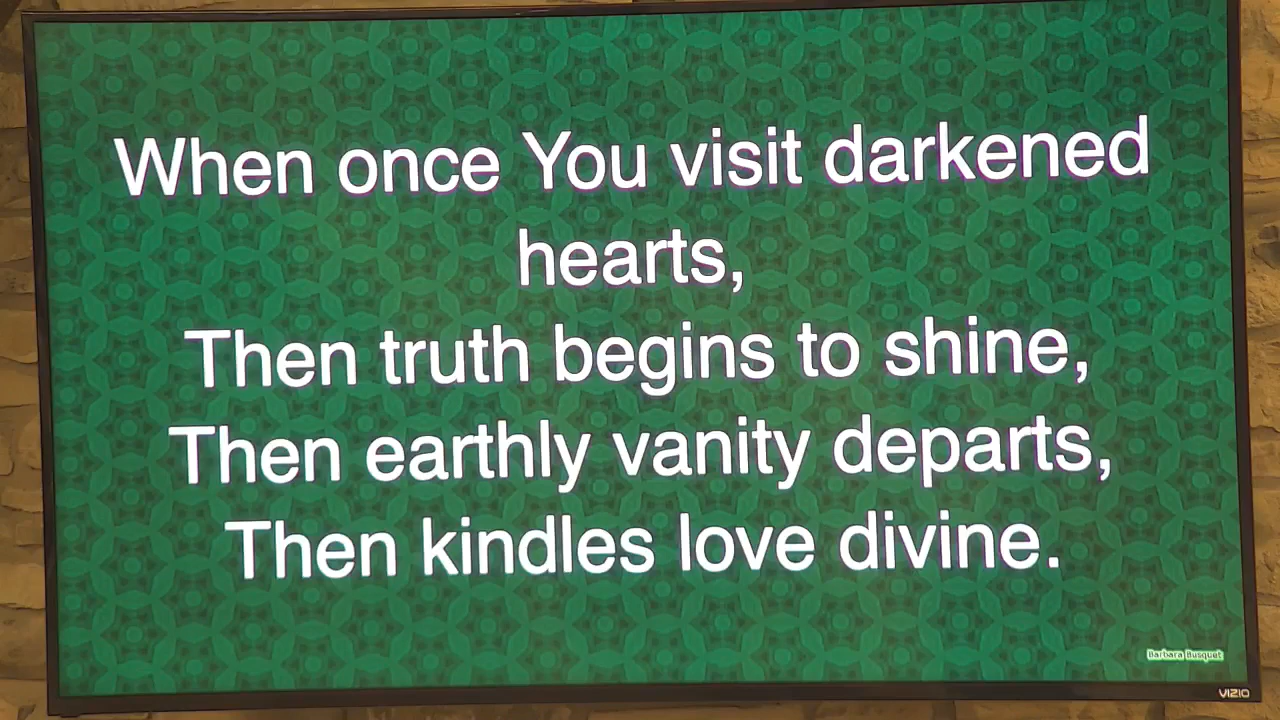 When once You visit darkened
hearts,
Then truth begins to shine,
Then earthly vanity departs,
Then kindles love divine.
Barbara Busquet
VIZIO